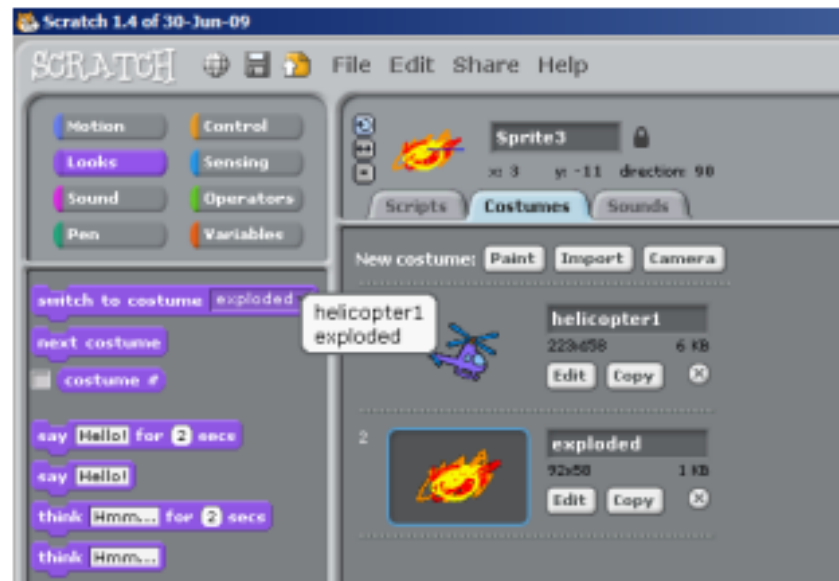 Scratch 1.4 of 30-Jun-09
SCRATCH File Edit Share Help
Motion Control
Looks Sensing
Sound Operators
Pen Variables
Sprite3
x: 3 y: -11 direction: 90
Scripts Costumes Sounds
New costume: Paint Import Camera
switch to costume exploded
helicopter1
exploded
next costume
costume #
say Hello! for 2 secs
say Hello!
think Hmm... for 2 secs
think Hmm...
helicopter1
223x458 6 KB
Edit Copy
2
exploded
92x58 1 KB
Edit Copy